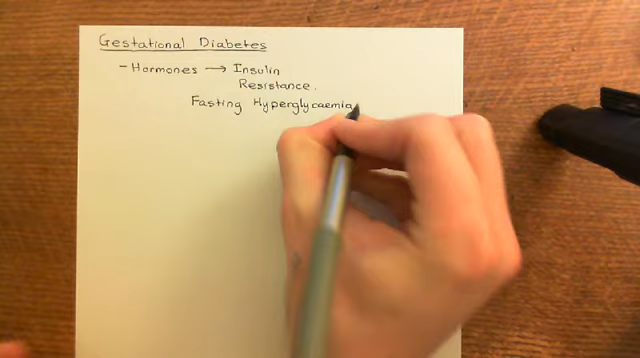 Gestational Diabetes
- Hormones → Insulin
Resistance.
Fasting Hyperglycaemia